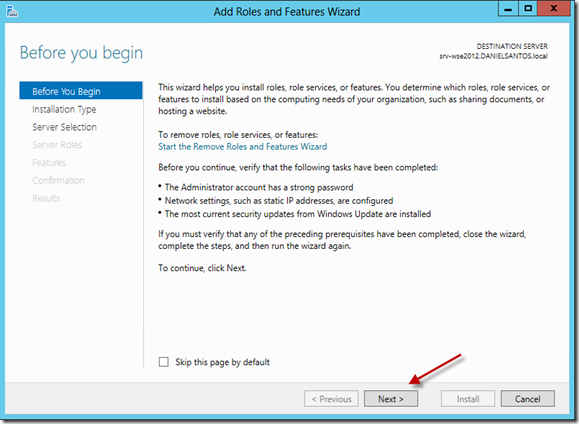 Add Roles and Features Wizard
Before you begin
DESTINATION SERVER
srv-wse2012.DANIELSANTOS.local
Before You Begin
Installation Type
Server Selection
Server Roles
Features
Confirmation
Results
This wizard helps you install roles, role services, or features. You determine which roles, role services, or
features to install based on the computing needs of your organization, such as sharing documents, or
hosting a website.
To remove roles, role services, or features:
Start the Remove Roles and Features Wizard
Before you continue, verify that the following tasks have been completed:
• The Administrator account has a strong password
• Network settings, such as static IP addresses, are configured
• The most current security updates from Windows Update are installed
If you must verify that any of the preceding prerequisites have been completed, close the wizard,
complete the steps, and then run the wizard again.
To continue, click Next.
Skip this page by default
< Previous
Next >
Install
Cancel